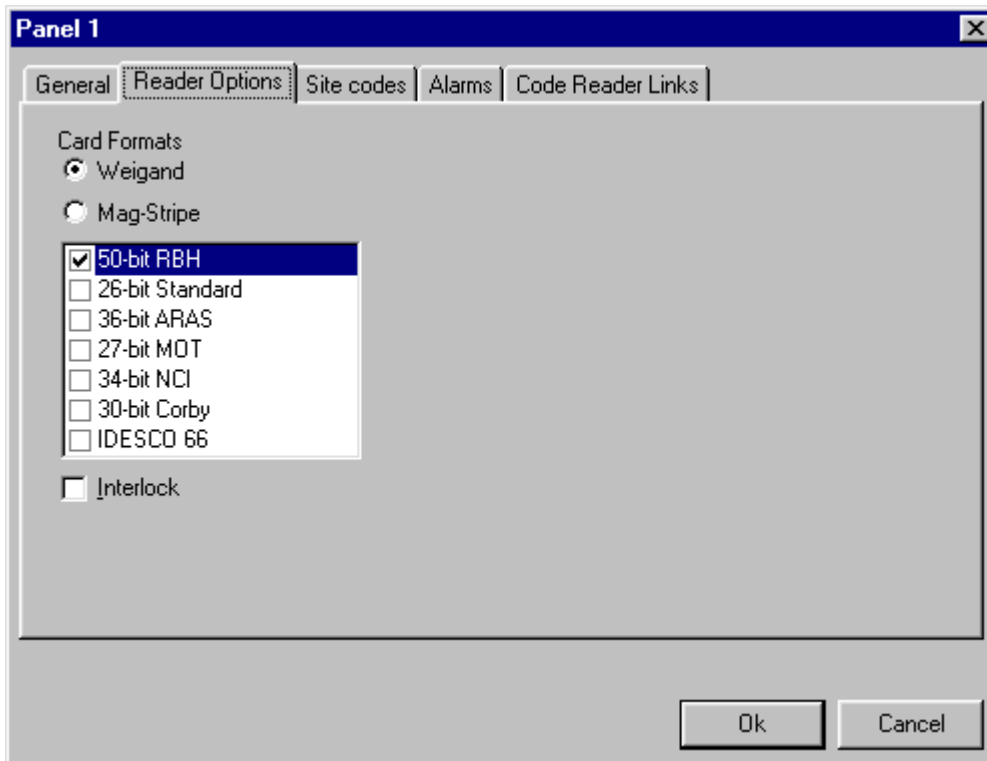 Panel 1
General Reader Options Site codes Alarms Code Reader Links
Card Formats
Weigand
Mag-Stripe
50-bit RBH
26-bit Standard
36-bit ARAS
27-bit MOT
34-bit NCI
30-bit Corby
IDESCO 66
Interlock
Ok Cancel